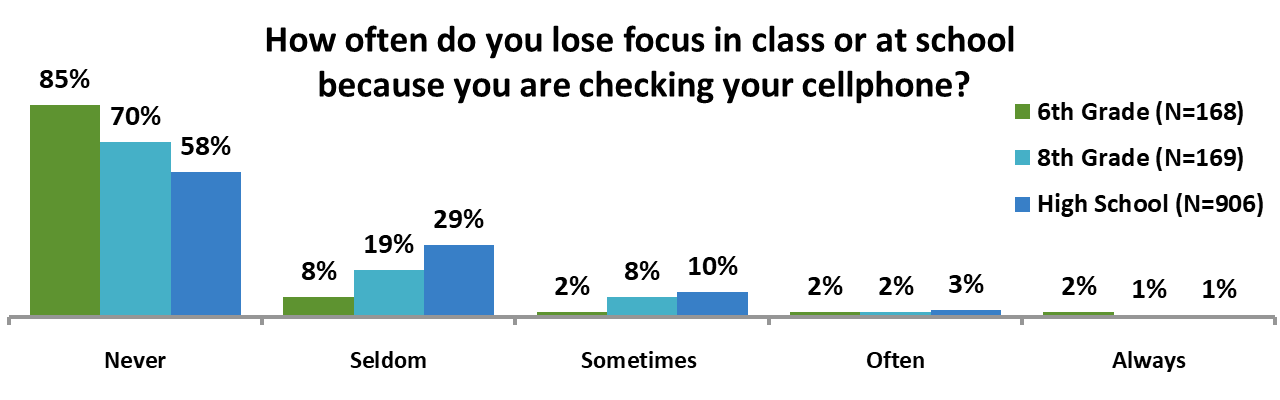 How often do you lose focus in class or at school
because you are checking your cellphone?
6th Grade (N=168)
8th Grade (N=169)
High School (N=906)
85%
70%
58%
8%
19%
29%
2%
8%
10%
2%
2%
3%
2%
1%
1%
Never
Seldom
Sometimes
Often
Always